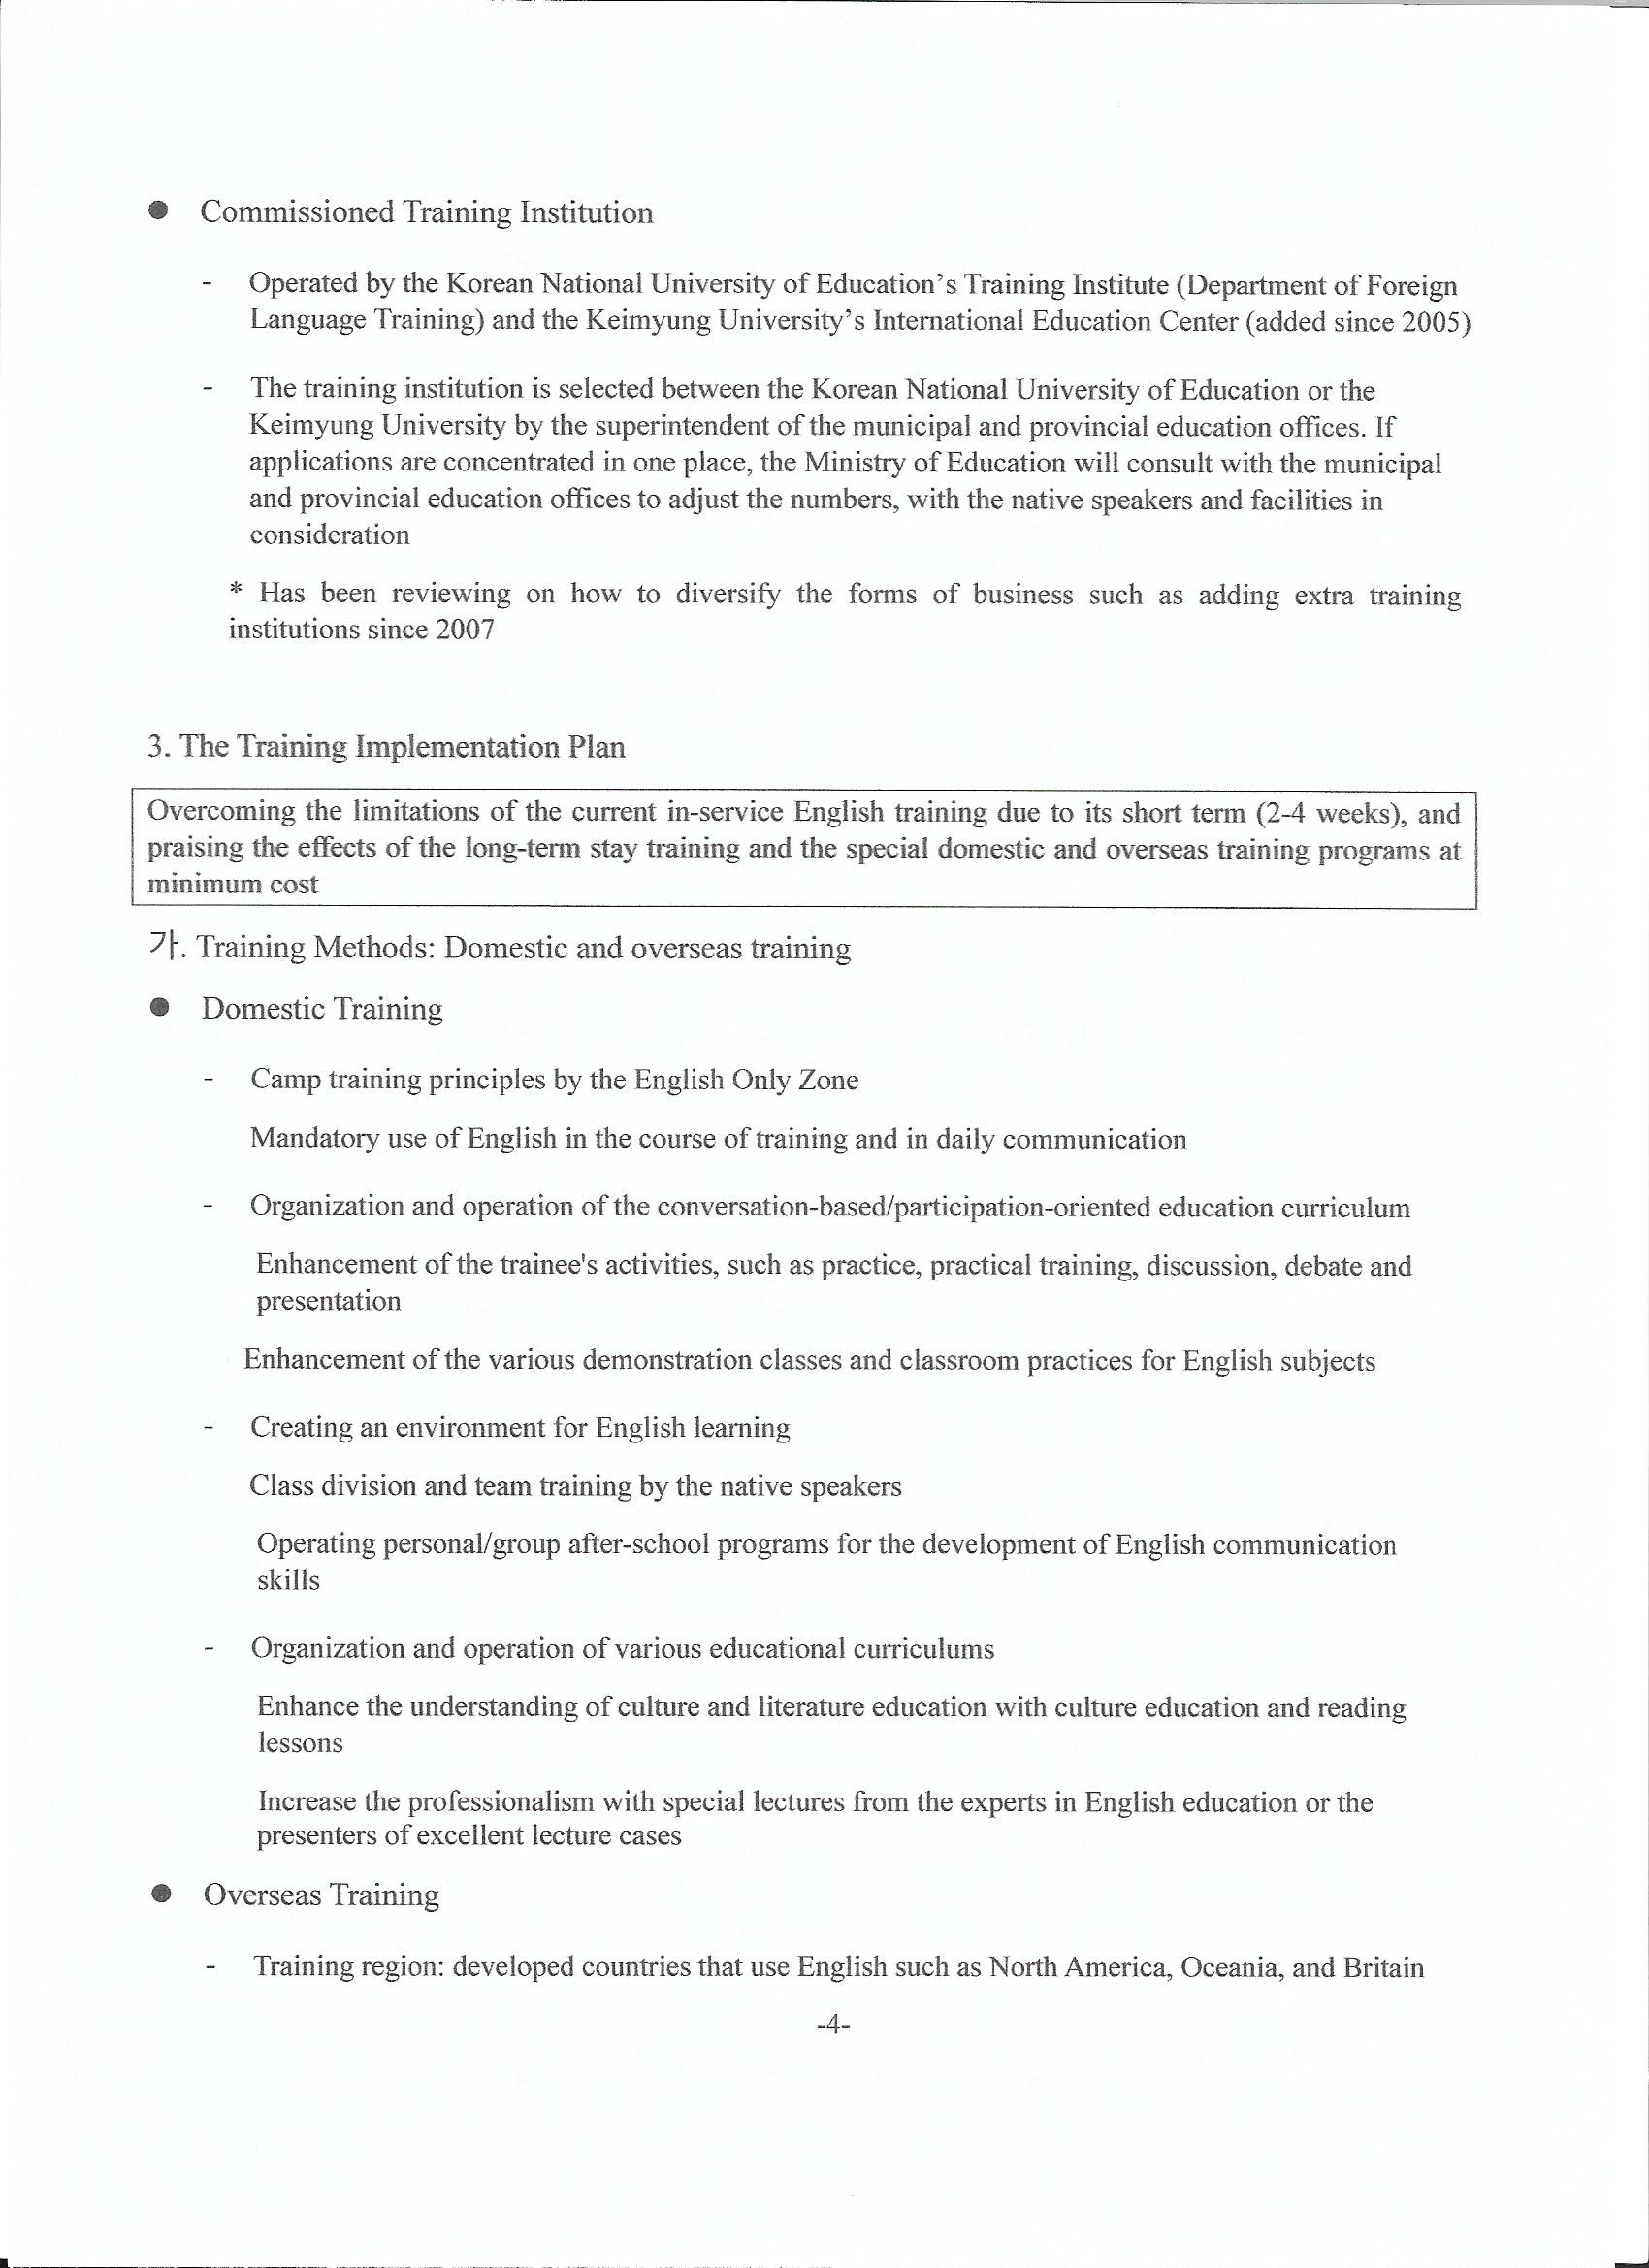 ● Commissioned Training Institution
- Operated by the Korean National University of Education's Training Institute (Department of Foreign
Language Training) and the Keimyung University's International Education Center (added since 2005)
- The training institution is selected between the Korean National University of Education or the
Keimyung University by the superintendent of the municipal and provincial education offices. If
applications are concentrated in one place, the Ministry of Education will consult with the municipal
and provincial education offices to adjust the numbers, with the native speakers and facilities in
consideration
* Has been reviewing on how to diversify the forms of business such as adding extra training
institutions since 2007
3. The Training Implementation Plan
Overcoming the limitations of the current in-service English training due to its short term (2-4 weeks), and
praising the effects of the long-term stay training and the special domestic and overseas training programs at
minimum cost
가. Training Methods: Domestic and overseas training
● Domestic Training
- Camp training principles by the English Only Zone
Mandatory use of English in the course of training and in daily communication
- Organization and operation of the conversation-based/participation-oriented education curriculum
Enhancement of the trainee's activities, such as practice, practical training, discussion, debate and
presentation
Enhancement of the various demonstration classes and classroom practices for English subjects
- Creating an environment for English learning
Class division and team training by the native speakers
Operating personal/group after-school programs for the development of English communication
skills
- Organization and operation of various educational curriculums
Enhance the understanding of culture and literature education with culture education and reading
lessons
Increase the professionalism with special lectures from the experts in English education or the
presenters of excellent lecture cases
● Overseas Training
- Training region: developed countries that use English such as North America, Oceania, and Britain
-4-